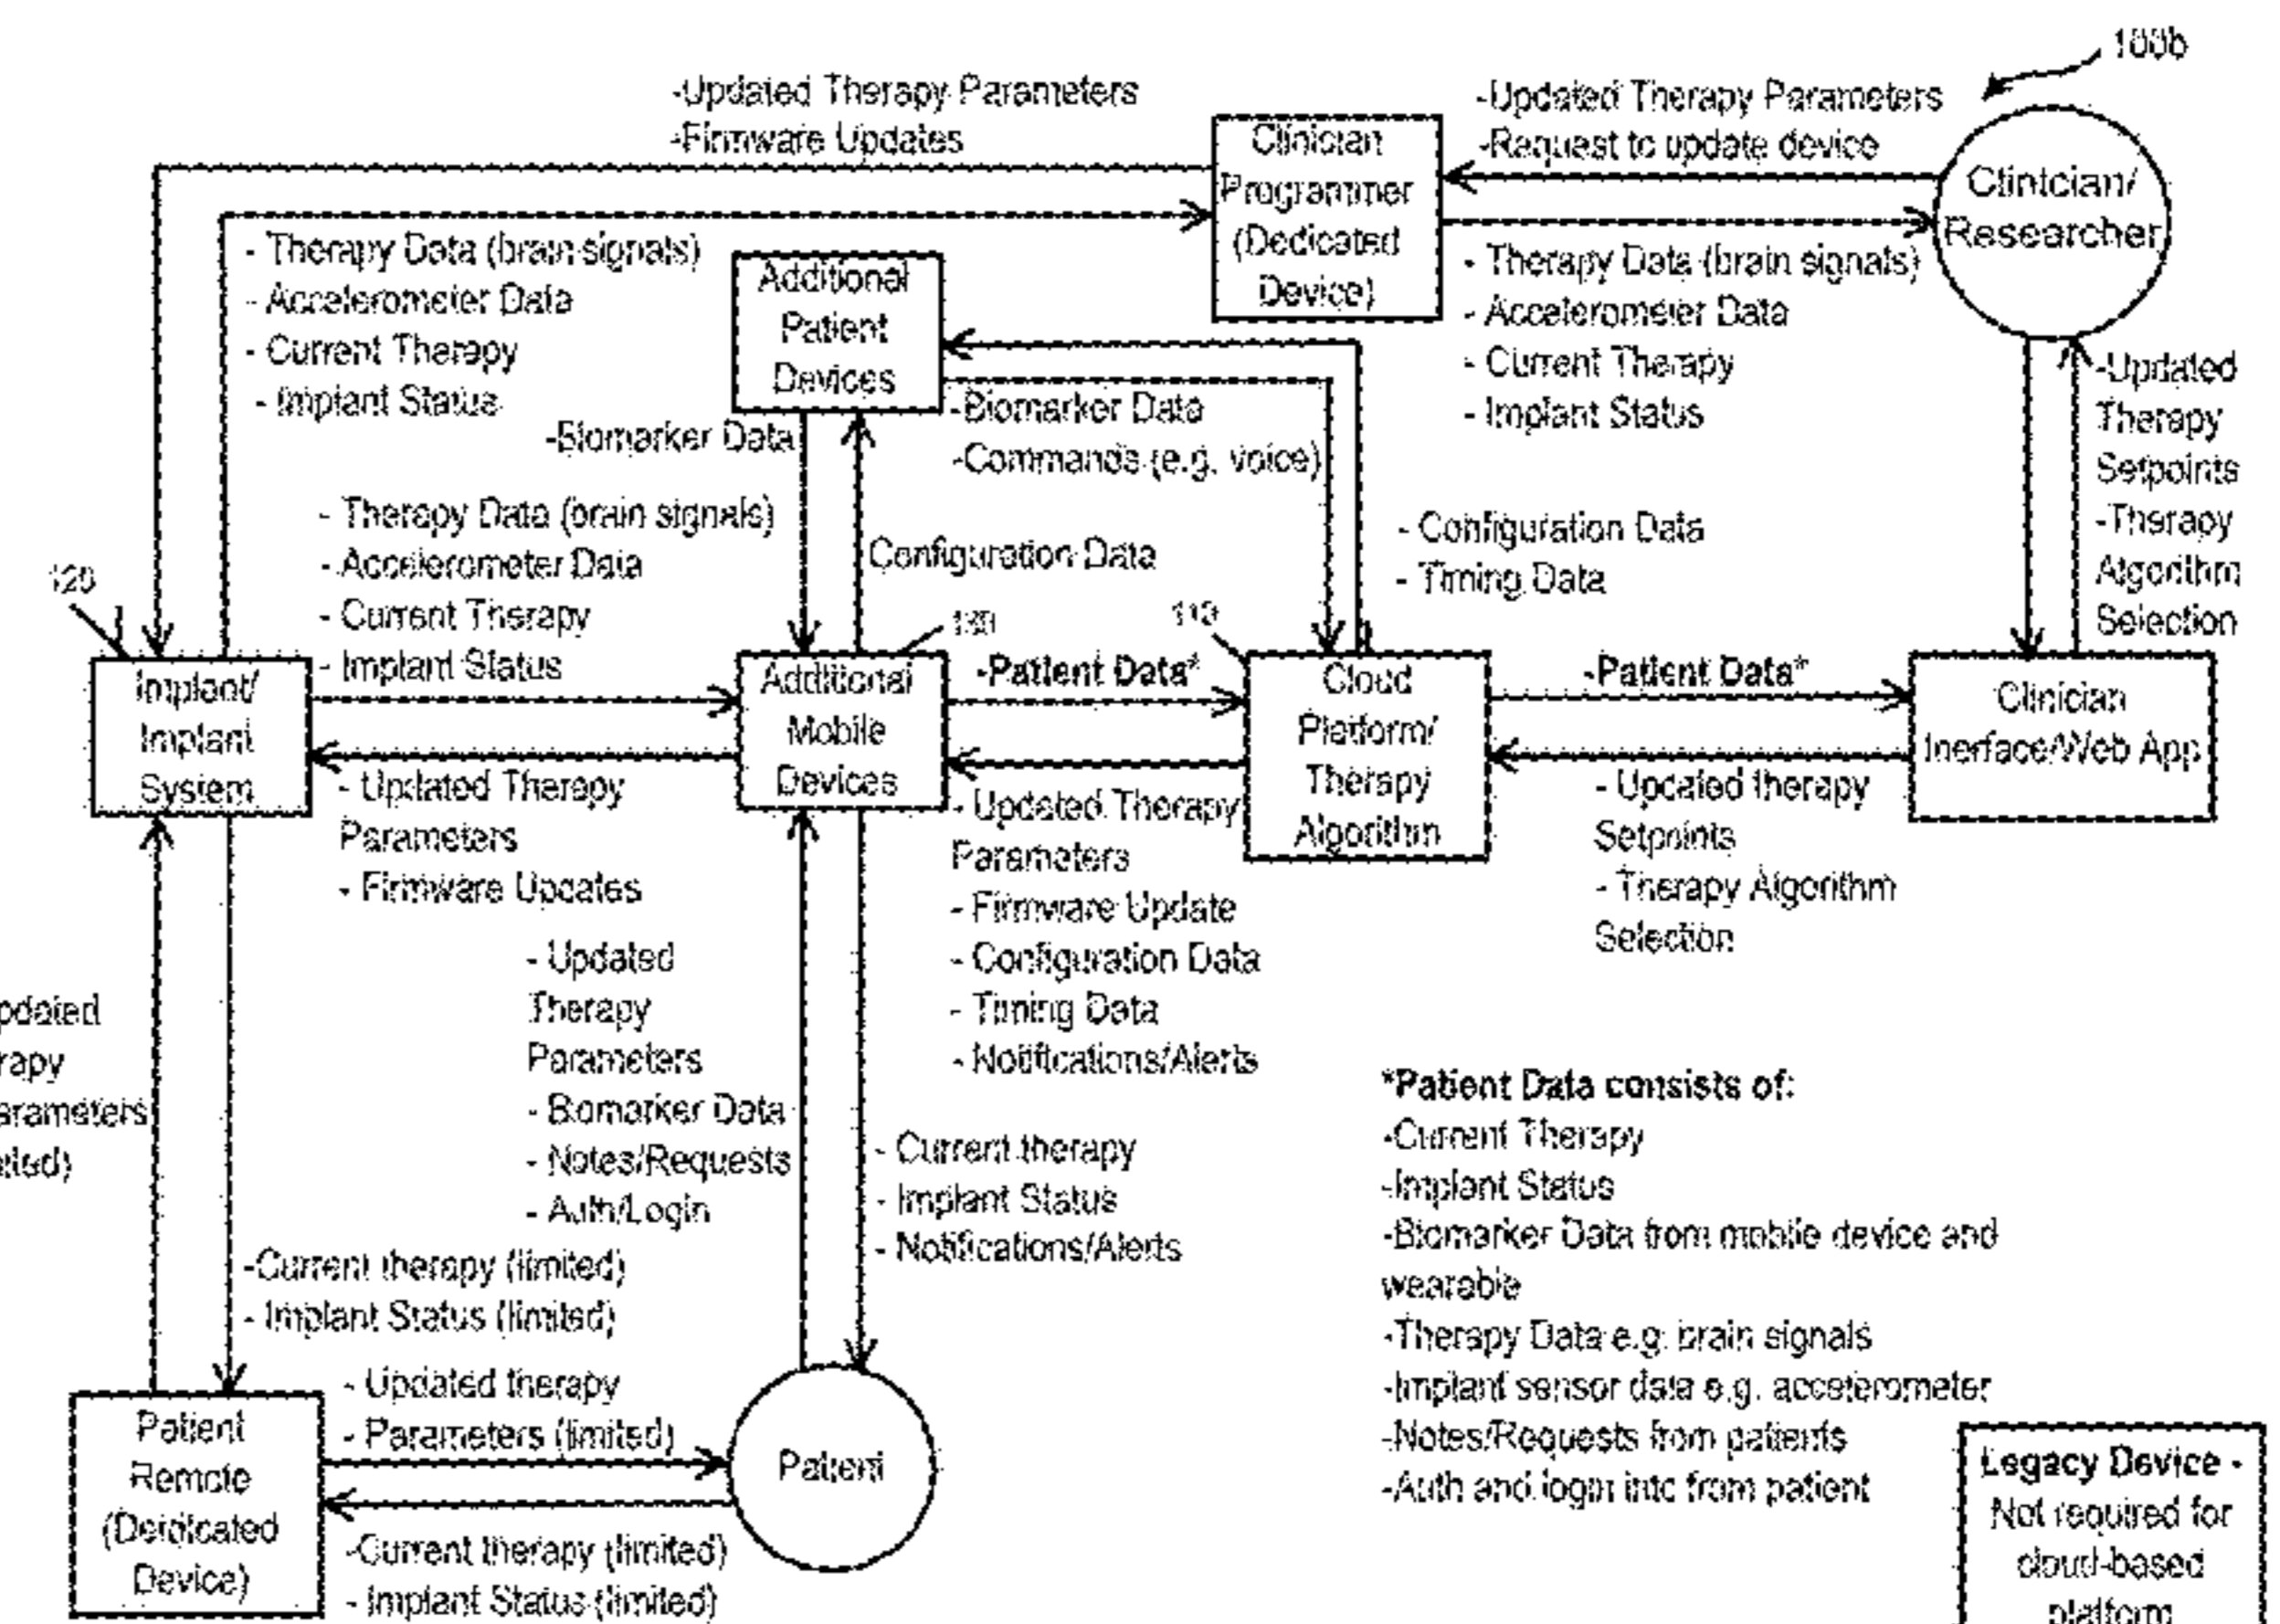 100b
-Updated Therapy Parameters
-Firmware Updates
Clinician
Programmer
(Dedicated
Device)
-Updated Therapy Parameters
-Request to update device
Clintcian/
Researcher
- Therapy Data (brain signals)
- Accelerometer Data
- Current Therapy
- Implant Status
Additional
Patient
Devices
- Therapy Data (brain signals)
- Accelerometer Data
- Current Therapy
- Implant Status
-Updated
Therapy
Setpoints
-Therapy
Algorithm
Selection
-Biomarker Data
-Biomarker Data
-Commands (e.g. voice)
- Therapy Data (brain signals)
- Accelerometer Data
- Current Therapy
- Implant Status
Configuration Data
- Configuration Data
- Timing Data
Implant/
Implant
System
Additional
Mobile
Devices
-Patient Data*
Cloud
Platform/
Therapy
Algorithm
-Patient Data*
Clinician
Inerface/Web App
- Updated Therapy
Parameters
- Firmware Updates
- Updated Therapy
Parameters
- Firmware Update
- Configuration Data
- Timing Data
- Notifications/Alerts
- Updated therapy
Setpoints
- Therapy Algorithm
Selection
- Updated
Therapy
Parameters
- Biomarker Data
- Notes/Requests
- Auth/Login
- Current therapy
- Implant Status
- Notifications/Alerts
-Current therapy (limited)
- Implant Status (limited)
*Patient Data consists of:
-Current Therapy
-Implant Status
-Biomarker Data from mobile device and
wearable
-Therapy Data e.g. brain signals
-Implant sensor data e.g. accelerometer
-Notes/Requests from patients
-Auth and login into from patient
Patient
Remote
(Deidicated
Device)
- Updated therapy
- Parameters (limited)
Patient
-Current therapy (limited)
- Implant Status (limited)
Legacy Device -
Not required for
cloud-based
platform